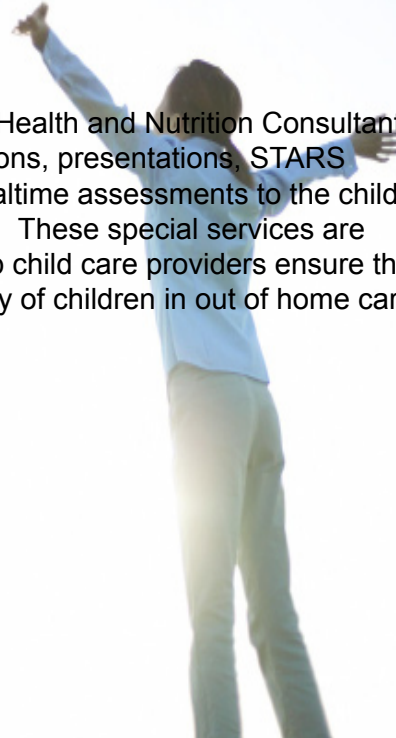 Health and Nutrition Consultant
ons, presentations, STARS
altime assessments to the child
These special services are
o child care providers ensure th
y of children in out of home car